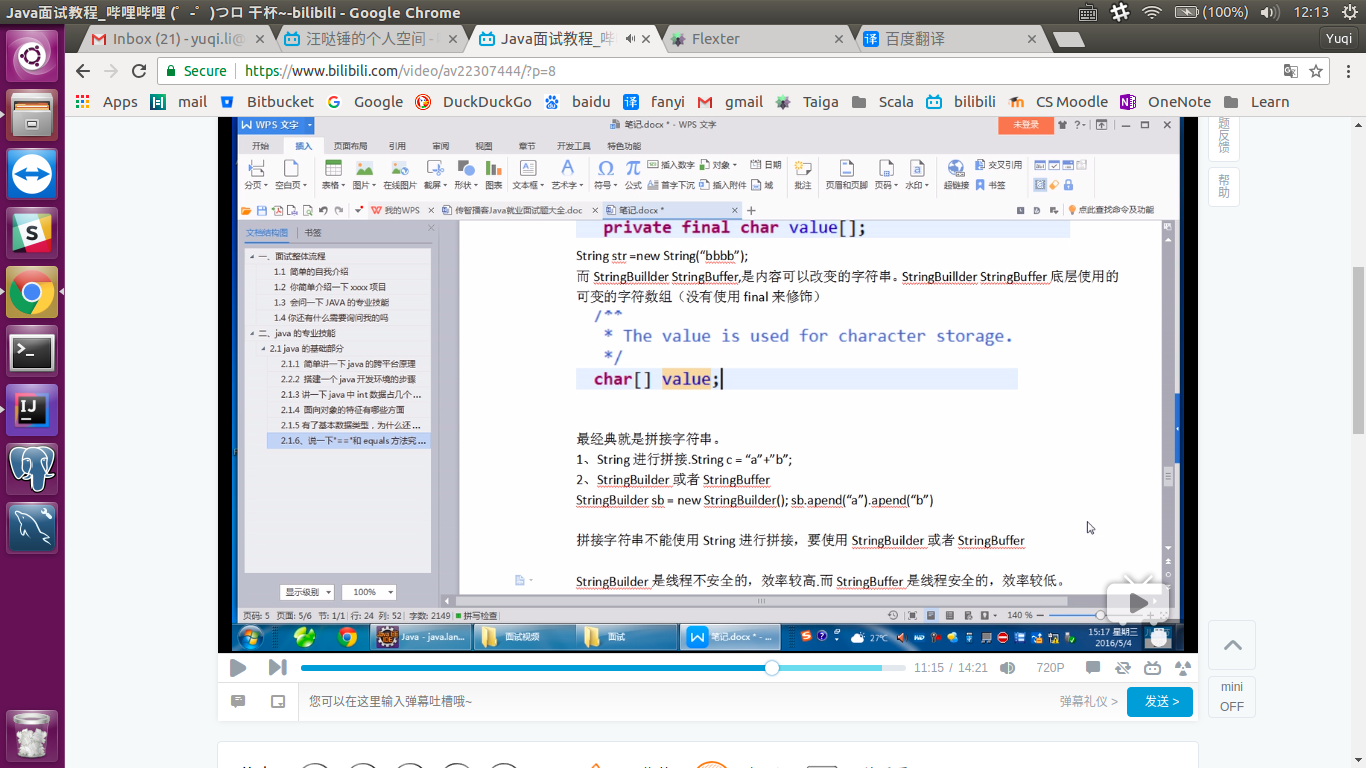 Java面试教程_哔哩哔哩 (゜-゜)つロ 干杯~-bilibili - Google Chrome
(100%)
12:13
Inbox (21) - yuqi.li@
汪哒锤的个人空间 -
Java面试教程_哔
Flexter
百度翻译
Yuqi
Secure
https://www.bilibili.com/video/av22307444/?p=8
Apps
mail
Bitbucket
Google
DuckDuckGo
baidu
fanyi
gmail
Taiga
Scala
bilibili
CS Moodle
OneNote
Learn
WPS 文字
笔记.docx * - WPS 文字
未登录
开始 插入 页面布局 引用 审阅 视图 章节 开发工具 特色功能
分页 空白页 表格 图片 在线图片 截屏 形状 图表 文本框 艺术字 符号 公式 插入数字 对象 日期 批注 页眉和页脚 页码 水印 超链接 交叉引用
首字下沉 插入附件 域 书签
我的WPS
传智播客Java就业面试题大全.doc
笔记.docx *
点此查找命令及功能
文档结构图 书签
一、面试整体流程
1.1 简单的自我介绍
1.2 你简单介绍一下 xxxx 项目
1.3 会问一下 JAVA 的专业技能
1.4 你还有什么需要询问我的吗
二、java 的专业技能
2.1 java 的基础部分
2.1.1 简单讲一下 java 的跨平台原理
2.2.2 搭建一个 java 开发环境的步骤
2.1.3 讲一下 java 中 int 数据占几个 ...
2.1.4 面向对象的特征有哪些方面
2.1.5 有了基本数据类型，为什么还 ...
2.1.6、说一下"=="和 equals 方法究 ...
显示级别
100%
private final char value[];
String str =new String(“bbbb”);
而 StringBuillder StringBuffer,是内容可以改变的字符串。StringBuillder StringBuffer 底层使用的
可变的字符数组（没有使用 final 来修饰）
/**
* The value is used for character storage.
*/
char[] value;
最经典就是拼接字符串。
1、String 进行拼接.String c = “a”+”b”;
2、StringBuilder 或者 StringBuffer
StringBuilder sb = new StringBuilder(); sb.apend(“a”).apend(“b”)
拼接字符串不能使用 String 进行拼接，要使用 StringBuilder 或者 StringBuffer
StringBuilder 是线程不安全的，效率较高.而 StringBuffer 是线程安全的，效率较低。
页码: 5 页面: 5/6 节: 1/1 行: 24 列: 52 字数: 2149 拼写检查
140 %
Java - java.lan...
面试视频
面试
笔记.docx * - ...
27℃
15:17 星期三
2016/5/4
11:15 / 14:21
720P
您可以在这里输入弹幕吐槽哦~
弹幕礼仪 >
发送 >
题反馈
帮助
mini
OFF